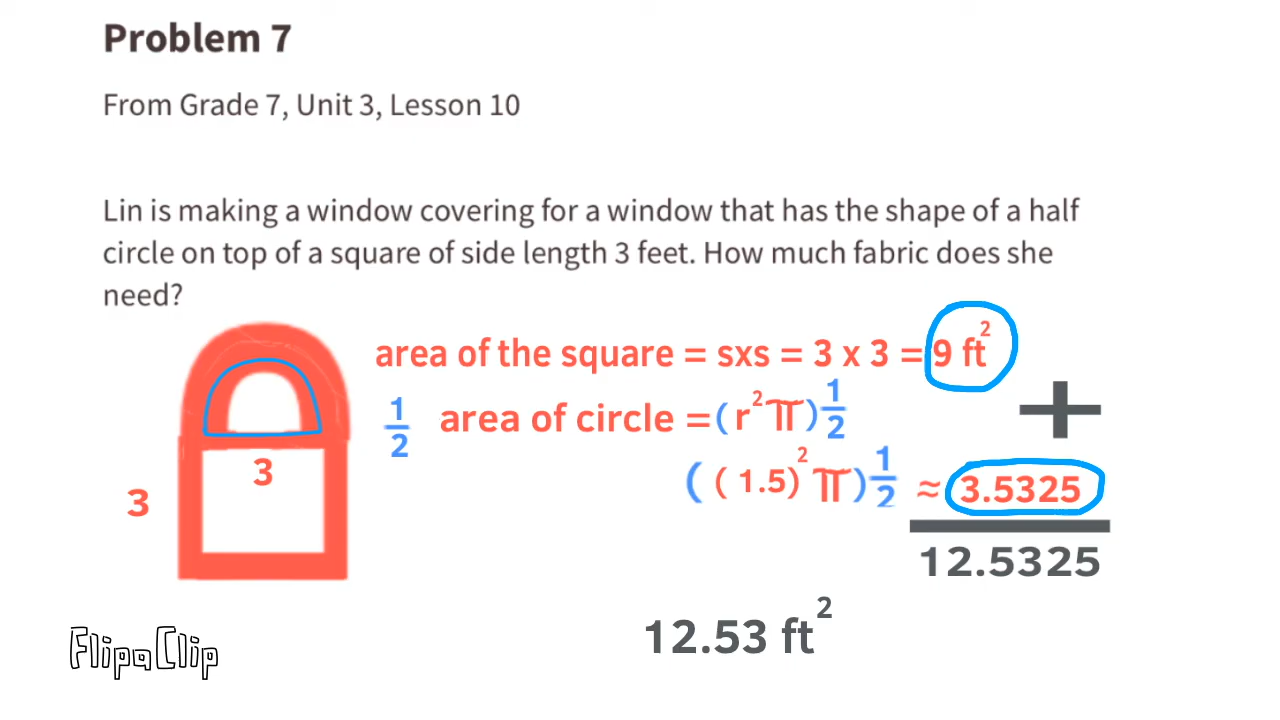 Problem 7
From Grade 7, Unit 3, Lesson 10
Lin is making a window covering for a window that has the shape of a half
circle on top of a square of side length 3 feet. How much fabric does she
need?
area of the square = sxs = 3 x 3 = 9 ft²
+
1/2 area of circle = (r²π)1/2
((1.5)²π)1/2 ≈ 3.5325
3
3
12.5325
12.53 ft²
FlipaClip